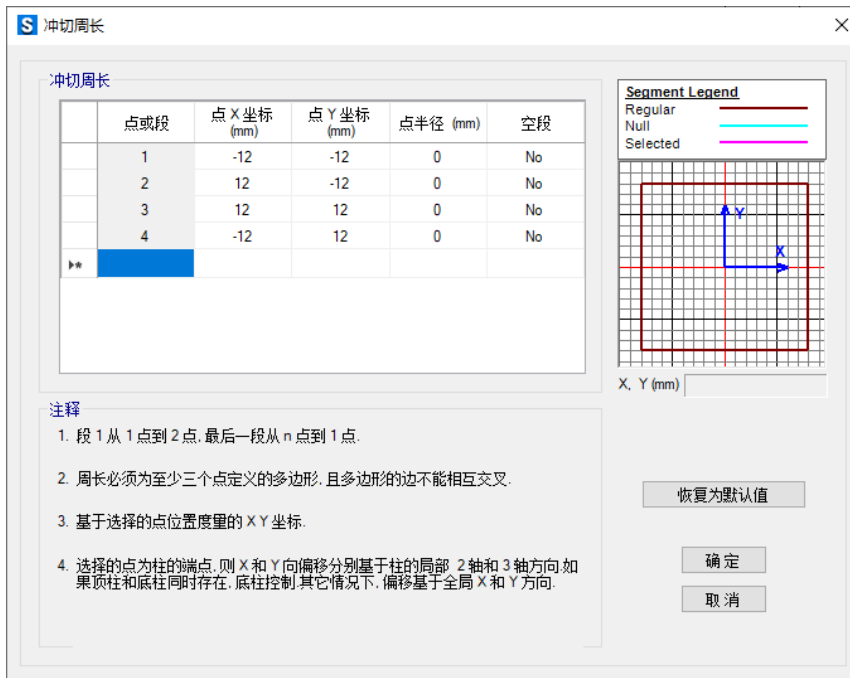 S 冲切周长
冲切周长
点或段 点 X 坐标 (mm) 点 Y 坐标 (mm) 点半径 (mm) 空段
1 -12 -12 0 No
2 12 -12 0 No
3 12 12 0 No
4 -12 12 0 No
Segment Legend
Regular
Null
Selected
Y
X
X, Y (mm)
注释
1. 段 1 从 1 点到 2 点, 最后一段从 n 点到 1 点.
2. 周长必须为至少三个点定义的多边形, 且多边形的边不能相互交叉.
3. 基于选择的点位置度量的 X Y 坐标.
4. 选择的点为柱的端点, 则 X 和 Y 向偏移分别基于柱的局部 2 轴和 3 轴方向.如
果顶柱和底柱同时存在, 底柱控制.其它情况下, 偏移基于全局 X 和 Y 方向.
恢复为默认值
确定
取消